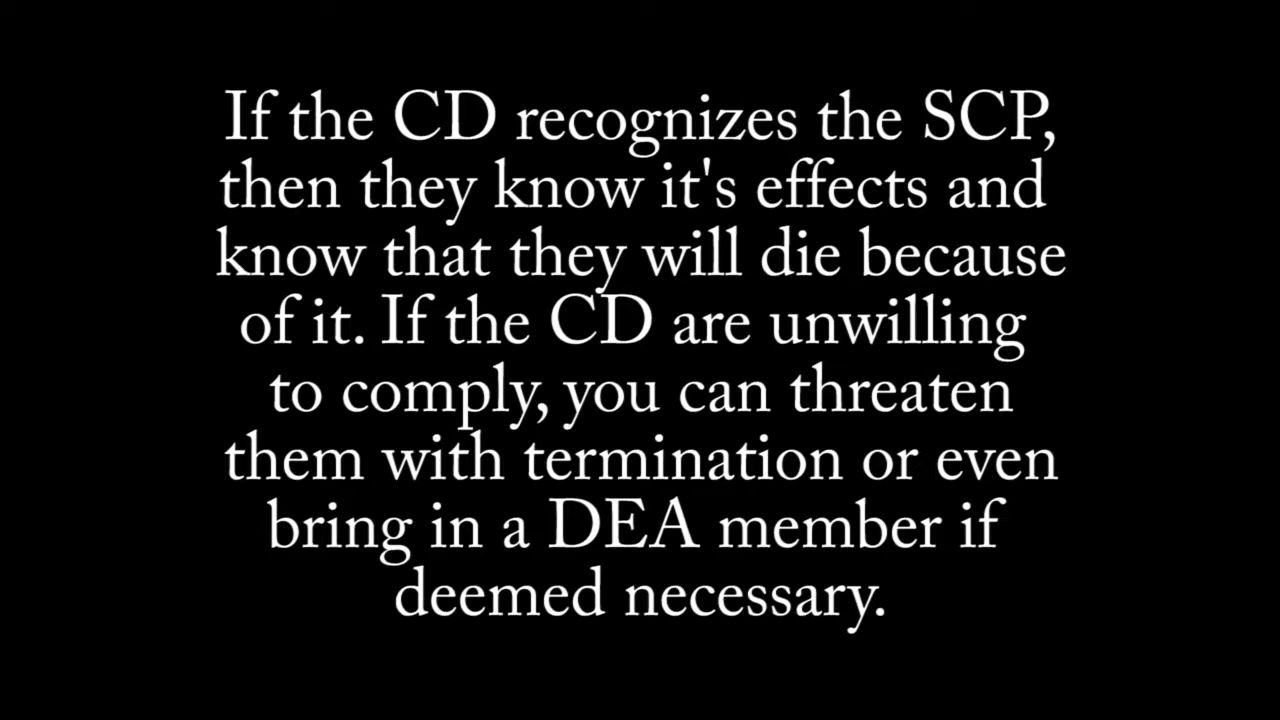 If the CD recognizes the SCP,
then they know it's effects and
know that they will die because
of it. If the CD are unwilling
to comply, you can threaten
them with termination or even
bring in a DEA member if
deemed necessary.